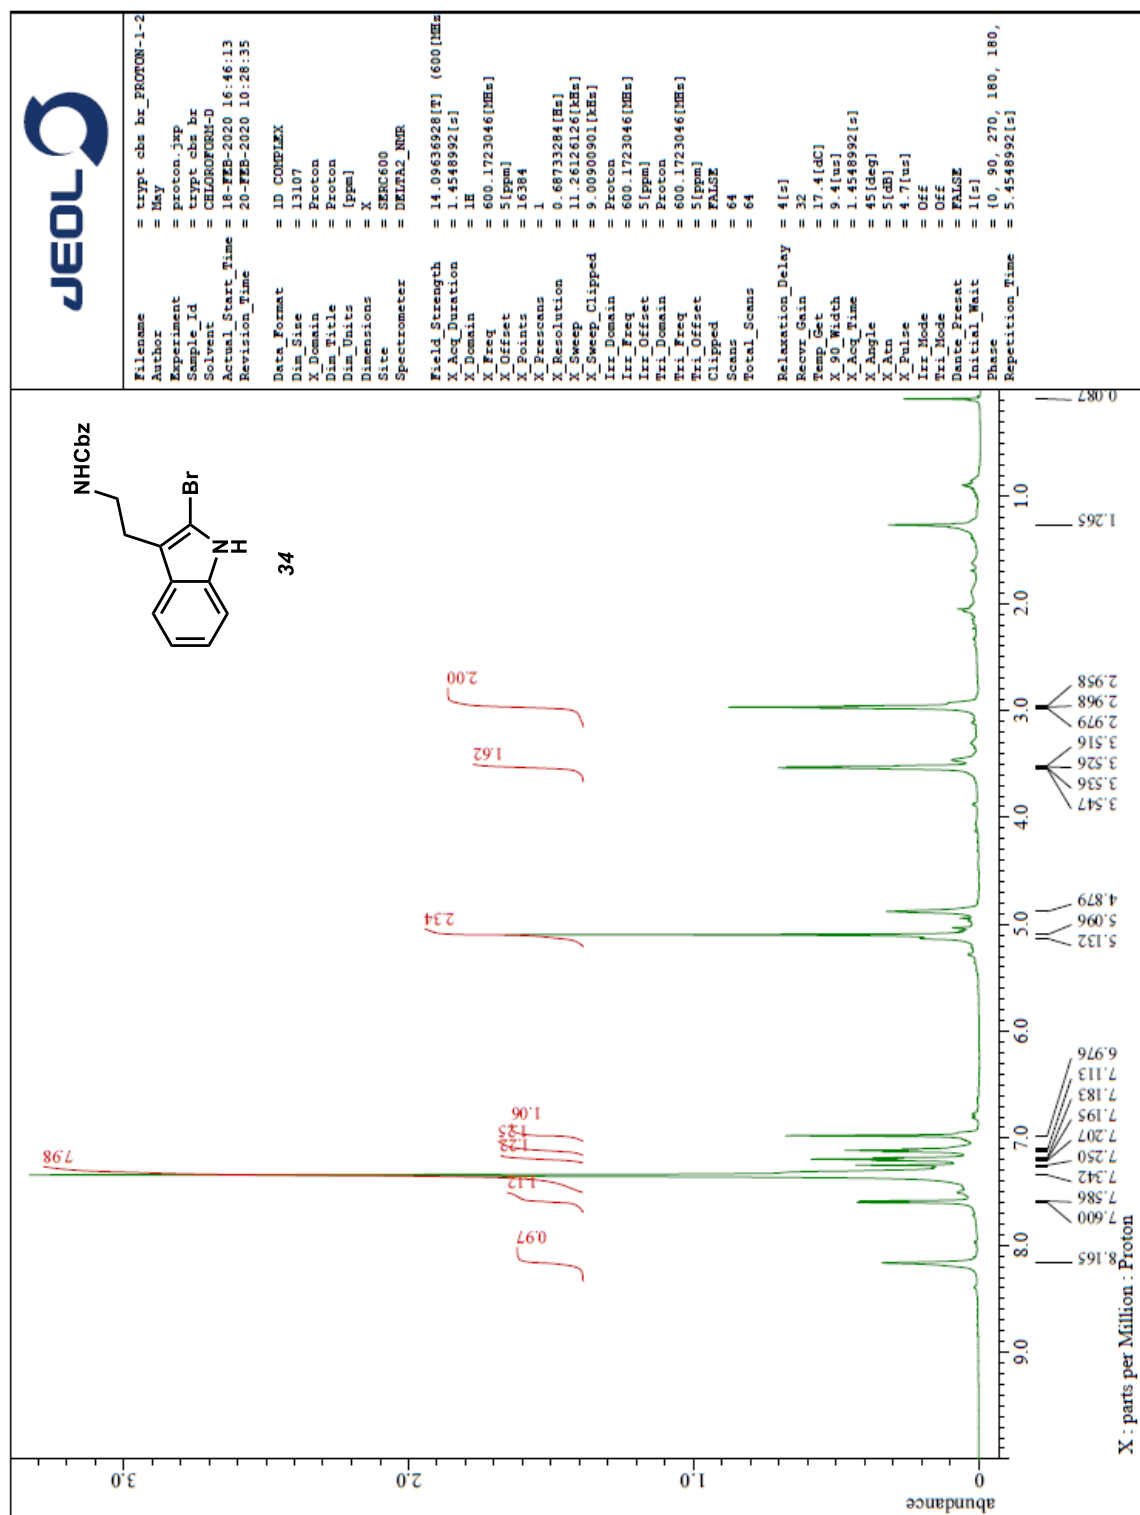 JEOL
Filename = trypt cbz br_PROTON-1-2
Author = May
Experiment = proton.jxp
Sample_Id = trypt cbz br
Solvent = CHLOROFORM-D
Actual_Start_Time = 18-FEB-2020 16:46:13
Revision_Time = 20-FEB-2020 10:28:35
Data_Format = 1D COMPLEX
Dim_Size = 13107
X_Domain = Proton
Dim_Title = Proton
Dim_Units = [ppm]
Dimensions = X
Site = SERC600
Spectrometer = DELTA2_NMR
Field_Strength = 14.09636928[T] (600[MHz
X_Acq_Duration = 1.4548992[s]
X_Domain = 1H
X_Freq = 600.1723046[MHz]
X_Offset = 5[ppm]
X_Points = 16384
X_Prescans = 1
X_Resolution = 0.68733284[Hz]
X_Sweep = 11.26126126[kHz]
X_Sweep_Clipped = 9.00900901[kHz]
Irr_Domain = Proton
Irr_Freq = 600.1723046[MHz]
Irr_Offset = 5[ppm]
Tri_Domain = Proton
Tri_Freq = 600.1723046[MHz]
Tri_Offset = 5[ppm]
Clipped = FALSE
Scans = 64
Total_Scans = 64
Relaxation_Delay = 4[s]
Recvr_Gain = 32
Temp_Get = 17.4[dC]
X_90_Width = 9.4[us]
X_Acq_Time = 1.4548992[s]
X_Angle = 45[deg]
X_Atn = 5[dB]
X_Pulse = 4.7[us]
Irr_Mode = Off
Tri_Mode = Off
Dante_Presat = FALSE
Initial_Wait = 1[s]
Phase = {0, 90, 270, 180, 180,
Repetition_Time = 5.4548992[s]
NHCbz
Br
N
H
34
abundance
3.0
2.0
1.0
0
7.98
0.97
1.12
1.06
2.34
1.62
2.00
9.0
8.0
7.0
6.0
5.0
4.0
3.0
2.0
1.0
8.165
7.600
7.586
7.342
7.250
7.207
7.195
7.183
7.113
6.976
5.132
5.096
4.879
3.547
3.536
3.526
3.516
2.979
2.968
2.958
1.265
0.087
X : parts per Million : Proton